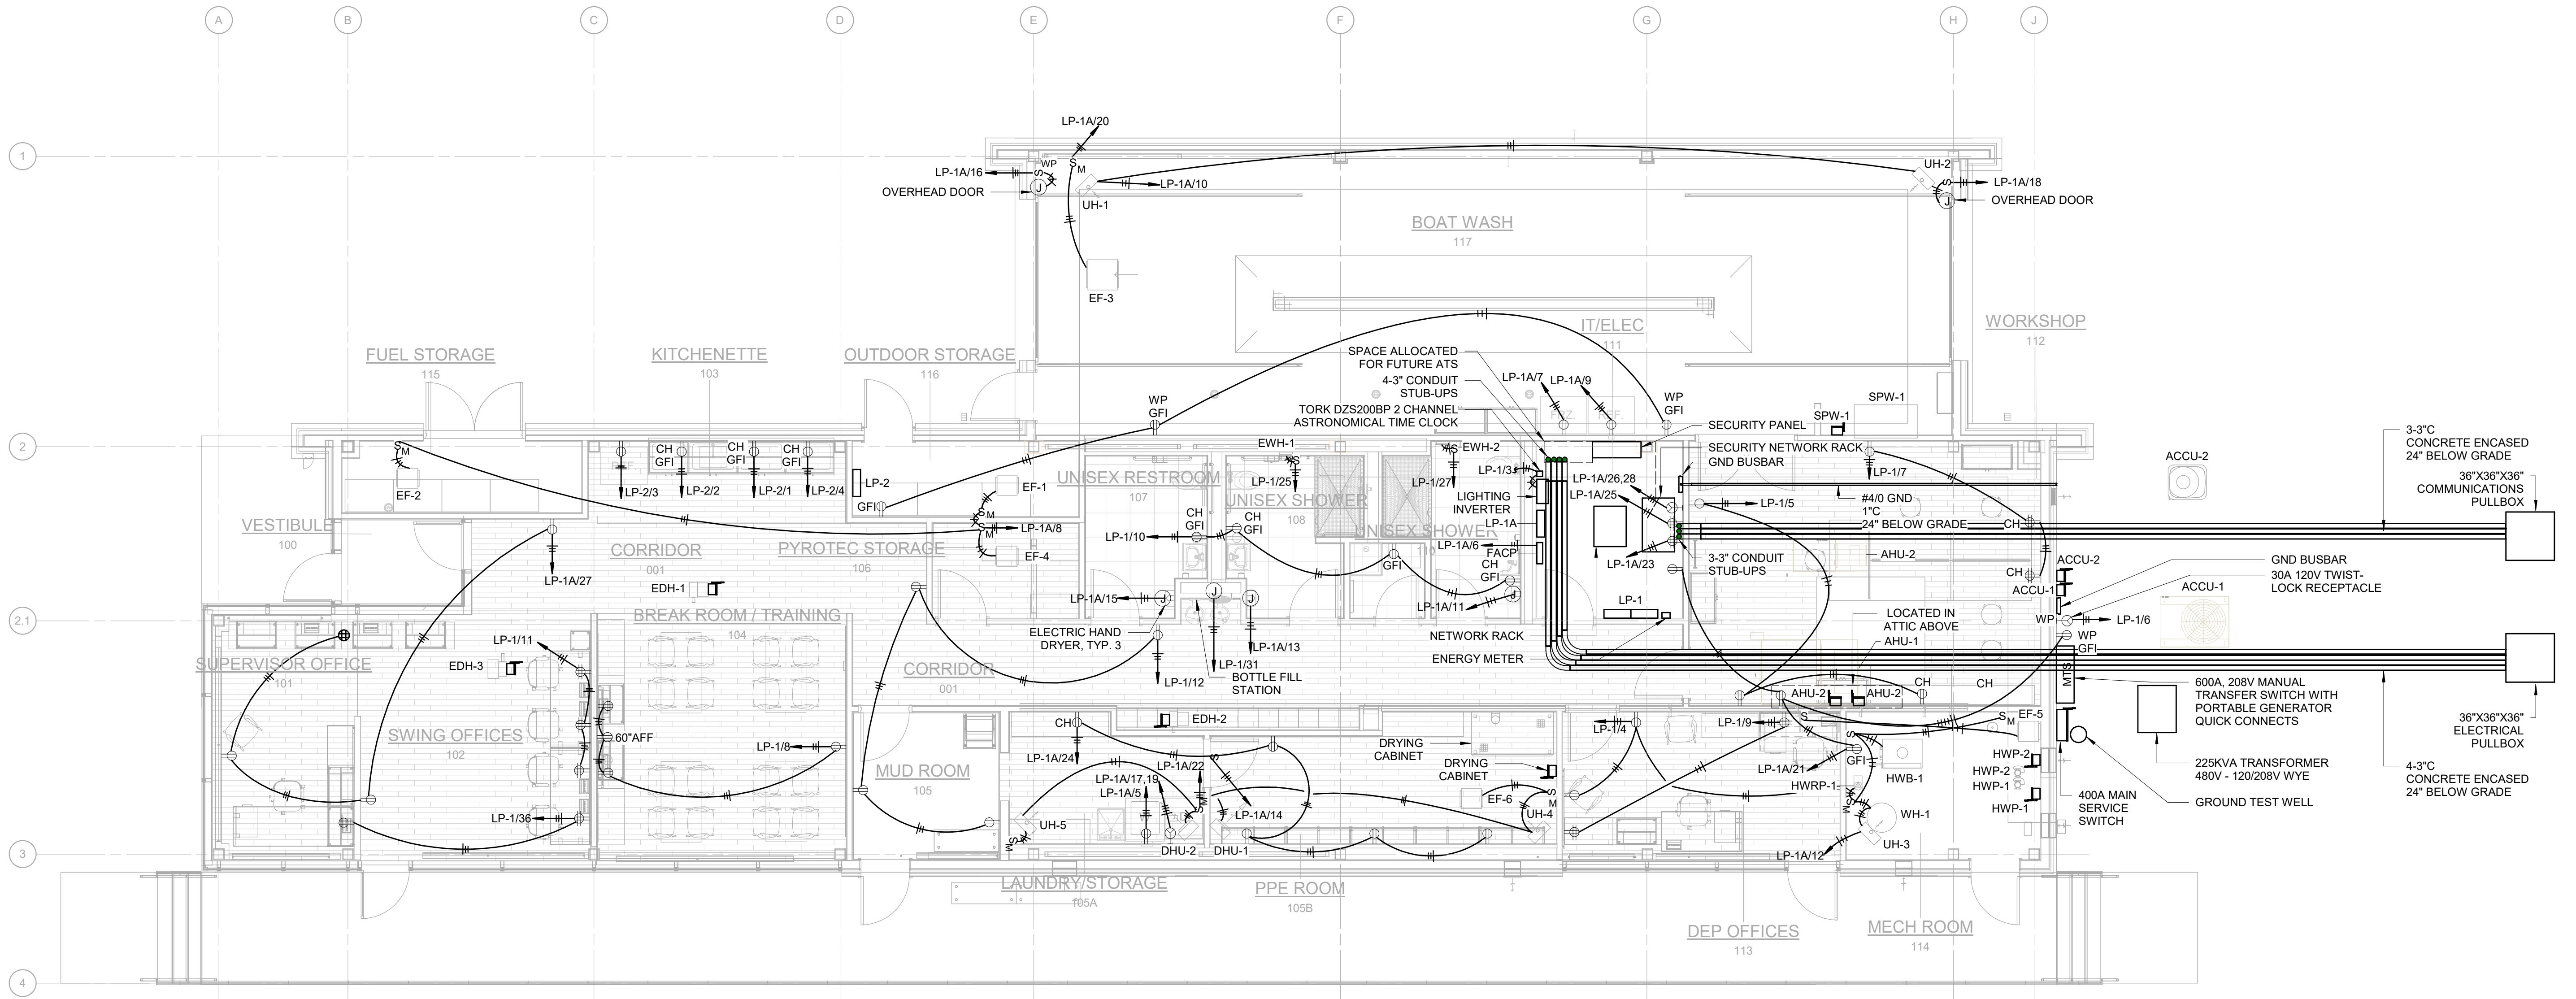 A
B
C
D
E
F
G
H
J
1
2
2.1
3
4
LP-1A/20
S
M
WP
S
LP-1A/16
J
OVERHEAD DOOR
LP-1A/10
UH-1
UH-2
S
LP-1A/18
J
OVERHEAD DOOR
BOAT WASH
117
EF-3
IT/ELEC
111
WORKSHOP
112
FUEL STORAGE
115
KITCHENETTE
103
OUTDOOR STORAGE
116
SPACE ALLOCATED
FOR FUTURE ATS
4-3" CONDUIT
STUB-UPS
TORK DZS200BP 2 CHANNEL
ASTRONOMICAL TIME CLOCK
LP-1A/7
LP-1A/9
REF.
WP
GFI
WP
GFI
SPW-1
SPW-1
SECURITY PANEL
SECURITY NETWORK RACK
GND BUSBAR
3-3"C
CONCRETE ENCASED
24" BELOW GRADE
36"X36"X36"
COMMUNICATIONS
PULLBOX
ACCU-2
S
M
EF-2
CH
GFI
CH
GFI
CH
GFI
LP-2/3
LP-2/2
LP-2/1
LP-2/4
LP-2
GFI
EF-1
S
M
S
M
LP-1A/8
EF-4
UNISEX RESTROOM
107
EWH-1
S
LP-1/25
UNISEX SHOWER
108
EWH-2
S
LP-1/27
UNISEX SHOWER
110
LP-1/3
LIGHTING
INVERTER
LP-1A
LP-1A/6
FACP
LP-1A/26,28
LP-1A/25
LP-1A/23
LP-1/5
LP-1/7
#4/0 GND
1"C
24" BELOW GRADE
CH
AHU-2
3-3" CONDUIT
STUB-UPS
VESTIBULE
100
CORRIDOR
001
PYROTEC STORAGE
106
LP-1A/27
EDH-1
CH
GFI
CH
GFI
LP-1/10
GFI
CH
GFI
LP-1A/15
J
J
J
J
LP-1A/11
LP-1A/13
LP-1
NETWORK RACK
ENERGY METER
LOCATED IN
ATTIC ABOVE
AHU-1
CH
ACCU-2
ACCU-1
GND BUSBAR
30A 120V TWIST-
LOCK RECEPTACLE
ACCU-1
WP
LP-1/6
WP
GFI
MTS
BREAK ROOM / TRAINING
104
SUPERVISOR OFFICE
101
LP-1/11
EDH-3
SWING OFFICES
102
60"AFF
LP-1/8
LP-1/36
CORRIDOR
001
ELECTRIC HAND
DRYER, TYP. 3
LP-1/12
LP-1/31
BOTTLE FILL
STATION
MUD ROOM
105
CH
EDH-2
LP-1A/24
LP-1A/22
LP-1A/17,19
LP-1A/5
S
S
M
LP-1A/14
UH-5
S
M
DHU-2
DHU-1
DRYING
CABINET
DRYING
CABINET
EF-6
S
M
UH-4
LP-1/4
LP-1/9
AHU-2
AHU-2
CH
CH
S
S
M
EF-5
S
GFI
LP-1A/21
HWB-1
HWRP-1
S
M
WH-1
UH-3
LP-1A/12
HWP-2
HWP-2
HWP-1
HWP-1
600A, 208V MANUAL
TRANSFER SWITCH WITH
PORTABLE GENERATOR
QUICK CONNECTS
225KVA TRANSFORMER
480V - 120/208V WYE
GROUND TEST WELL
400A MAIN
SERVICE
SWITCH
36"X36"X36"
ELECTRICAL
PULLBOX
4-3"C
CONCRETE ENCASED
24" BELOW GRADE
LAUNDRY/STORAGE
105A
PPE ROOM
105B
DEP OFFICES
113
MECH ROOM
114